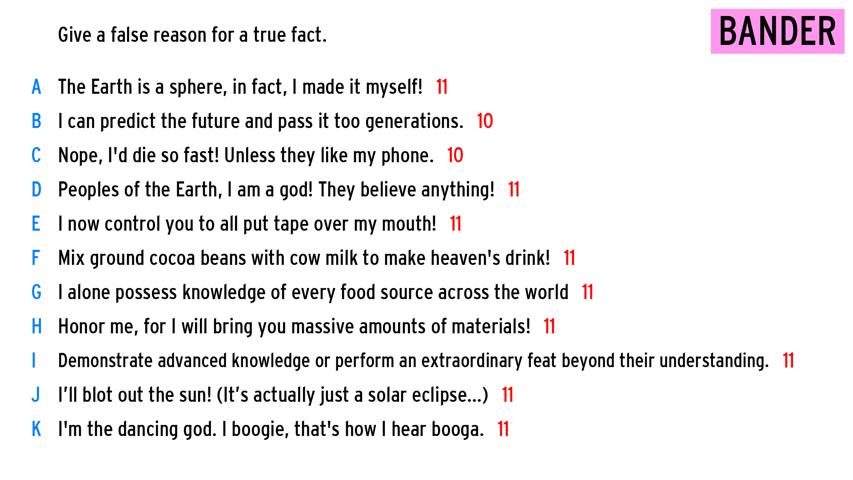 Give a false reason for a true fact.
BANDER
A The Earth is a sphere, in fact, I made it myself! 11
B I can predict the future and pass it too generations. 10
C Nope, I'd die so fast! Unless they like my phone. 10
D Peoples of the Earth, I am a god! They believe anything! 11
E I now control you to all put tape over my mouth! 11
F Mix ground cocoa beans with cow milk to make heaven's drink! 11
G I alone possess knowledge of every food source across the world 11
H Honor me, for I will bring you massive amounts of materials! 11
I Demonstrate advanced knowledge or perform an extraordinary feat beyond their understanding. 11
J I’ll blot out the sun! (It’s actually just a solar eclipse...) 11
K I'm the dancing god. I boogie, that's how I hear booga. 11